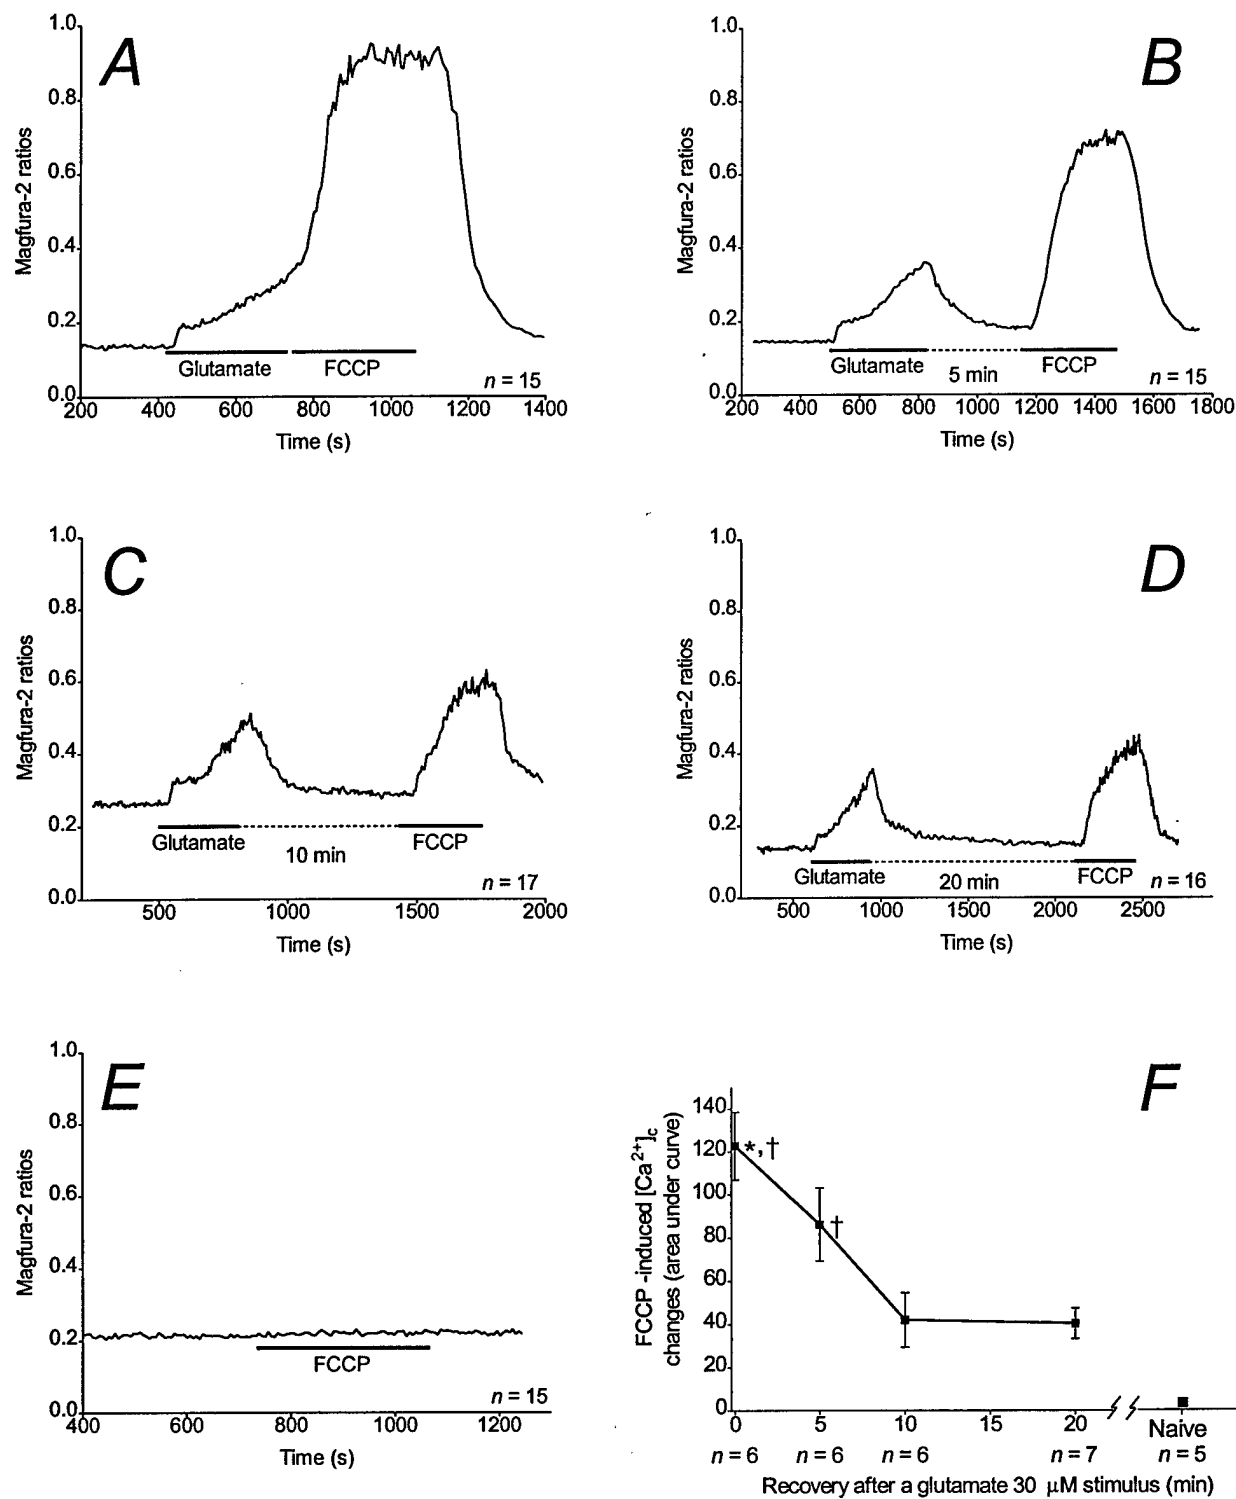 A
1.0
0.8
0.6
0.4
0.2
0.0
Magfura-2 ratios
Glutamate
FCCP
n = 15
200 400 600 800 1000 1200 1400
Time (s)
B
1.0
0.8
0.6
0.4
0.2
0.0
Magfura-2 ratios
Glutamate
5 min
FCCP
n = 15
200 400 600 800 1000 1200 1400 1600 1800
Time (s)
C
1.0
0.8
0.6
0.4
0.2
0.0
Magfura-2 ratios
Glutamate
10 min
FCCP
n = 17
500 1000 1500 2000
Time (s)
D
1.0
0.8
0.6
0.4
0.2
0.0
Magfura-2 ratios
Glutamate
20 min
FCCP
n = 16
500 1000 1500 2000 2500
Time (s)
E
1.0
0.8
0.6
0.4
0.2
0.0
Magfura-2 ratios
FCCP
n = 15
400 600 800 1000 1200
Time (s)
F
140
120
100
80
60
40
20
0
FCCP -induced [Ca2+]c
changes (area under curve)
*,†
†
0 5 10 15 20
Naive
n = 6 n = 6 n = 6 n = 7 n = 5
Recovery after a glutamate 30 μM stimulus (min)